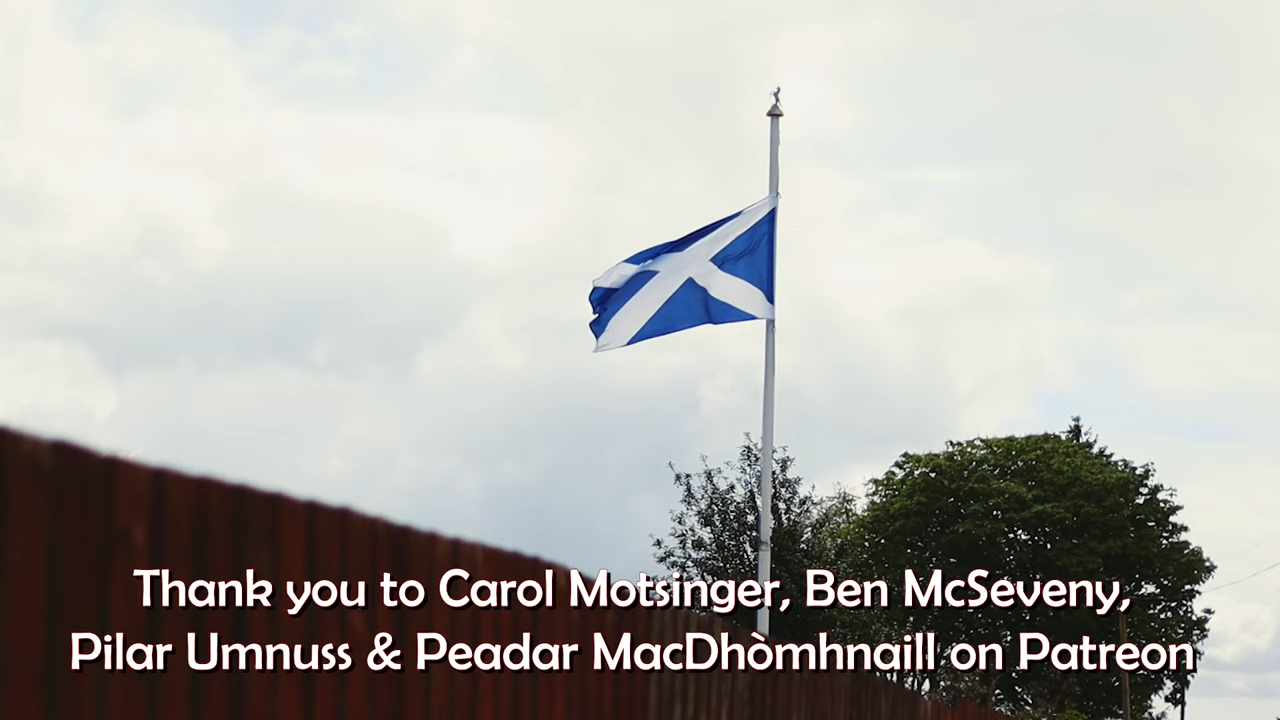 Thank you to Carol Motsinger, Ben McSeveny,
Pilar Umnuss & Peadar MacDhòmhnaill on Patreon